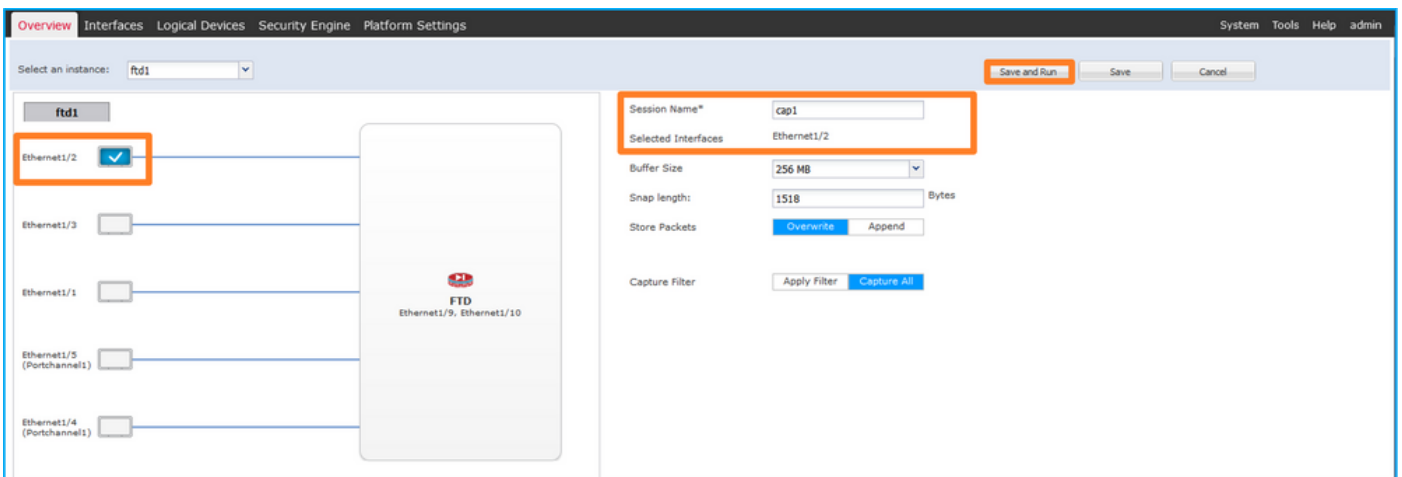 Overview Interfaces Logical Devices Security Engine Platform Settings System Tools Help admin
Select an instance: ftd1 Save and Run Save Cancel
ftd1
Ethernet1/2
Ethernet1/3
Ethernet1/1
Ethernet1/5
(Portchannel1)
Ethernet1/4
(Portchannel1)
FTD
Ethernet1/9, Ethernet1/10
Session Name* cap1
Selected Interfaces Ethernet1/2
Buffer Size 256 MB
Snap length: 1518 Bytes
Store Packets Overwrite Append
Capture Filter Apply Filter Capture All